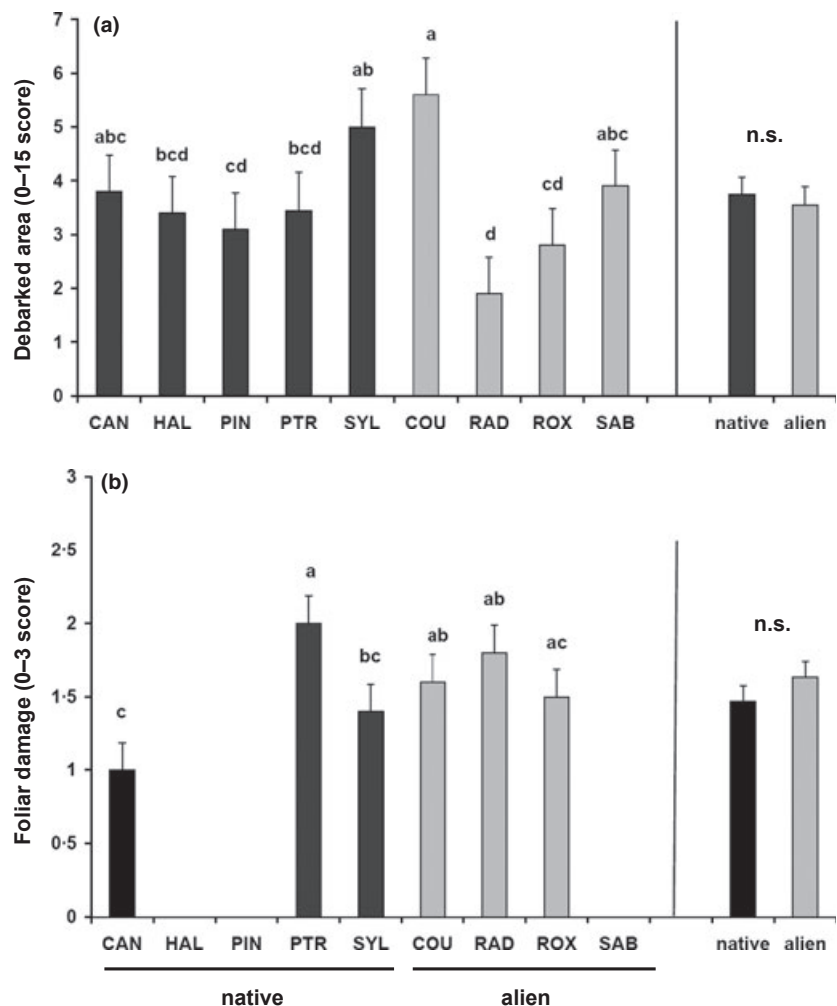 (a)
Debarked area (0–15 score)
7
6
5
4
3
2
1
0
abc
bcd
cd
bcd
ab
a
d
cd
abc
n.s.
CAN HAL PIN PTR SYL COU RAD ROX SAB native alien
(b)
Foliar damage (0–3 score)
3
2·5
2
1·5
1
0·5
0
c
a
bc
ab
ab
ac
n.s.
CAN HAL PIN PTR SYL COU RAD ROX SAB native alien
native alien